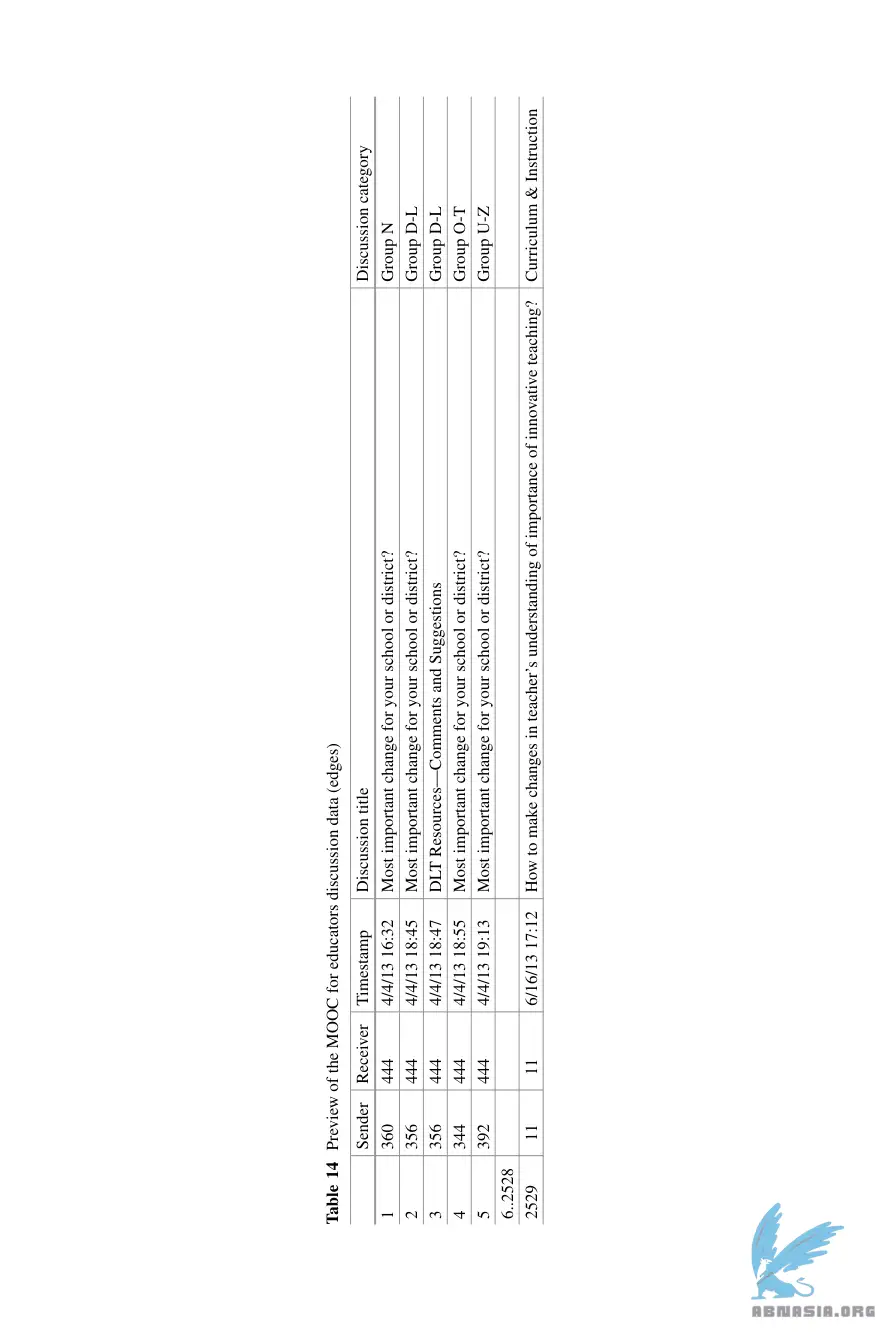 Table 14 Preview of the MOOC for educators discussion data (edges)
Sender Receiver Timestamp Discussion title Discussion category
1 360 444 4/4/13 16:32 Most important change for your school or district? Group N
2 356 444 4/4/13 18:45 Most important change for your school or district? Group D-L
3 356 444 4/4/13 18:47 DLT Resources—Comments and Suggestions Group D-L
4 344 444 4/4/13 18:55 Most important change for your school or district? Group O-T
5 392 444 4/4/13 19:13 Most important change for your school or district? Group U-Z
6..2528
2529 11 11 6/16/13 17:12 How to make changes in teacher’s understanding of importance of innovative teaching? Curriculum & Instruction
ABNASIA.ORG